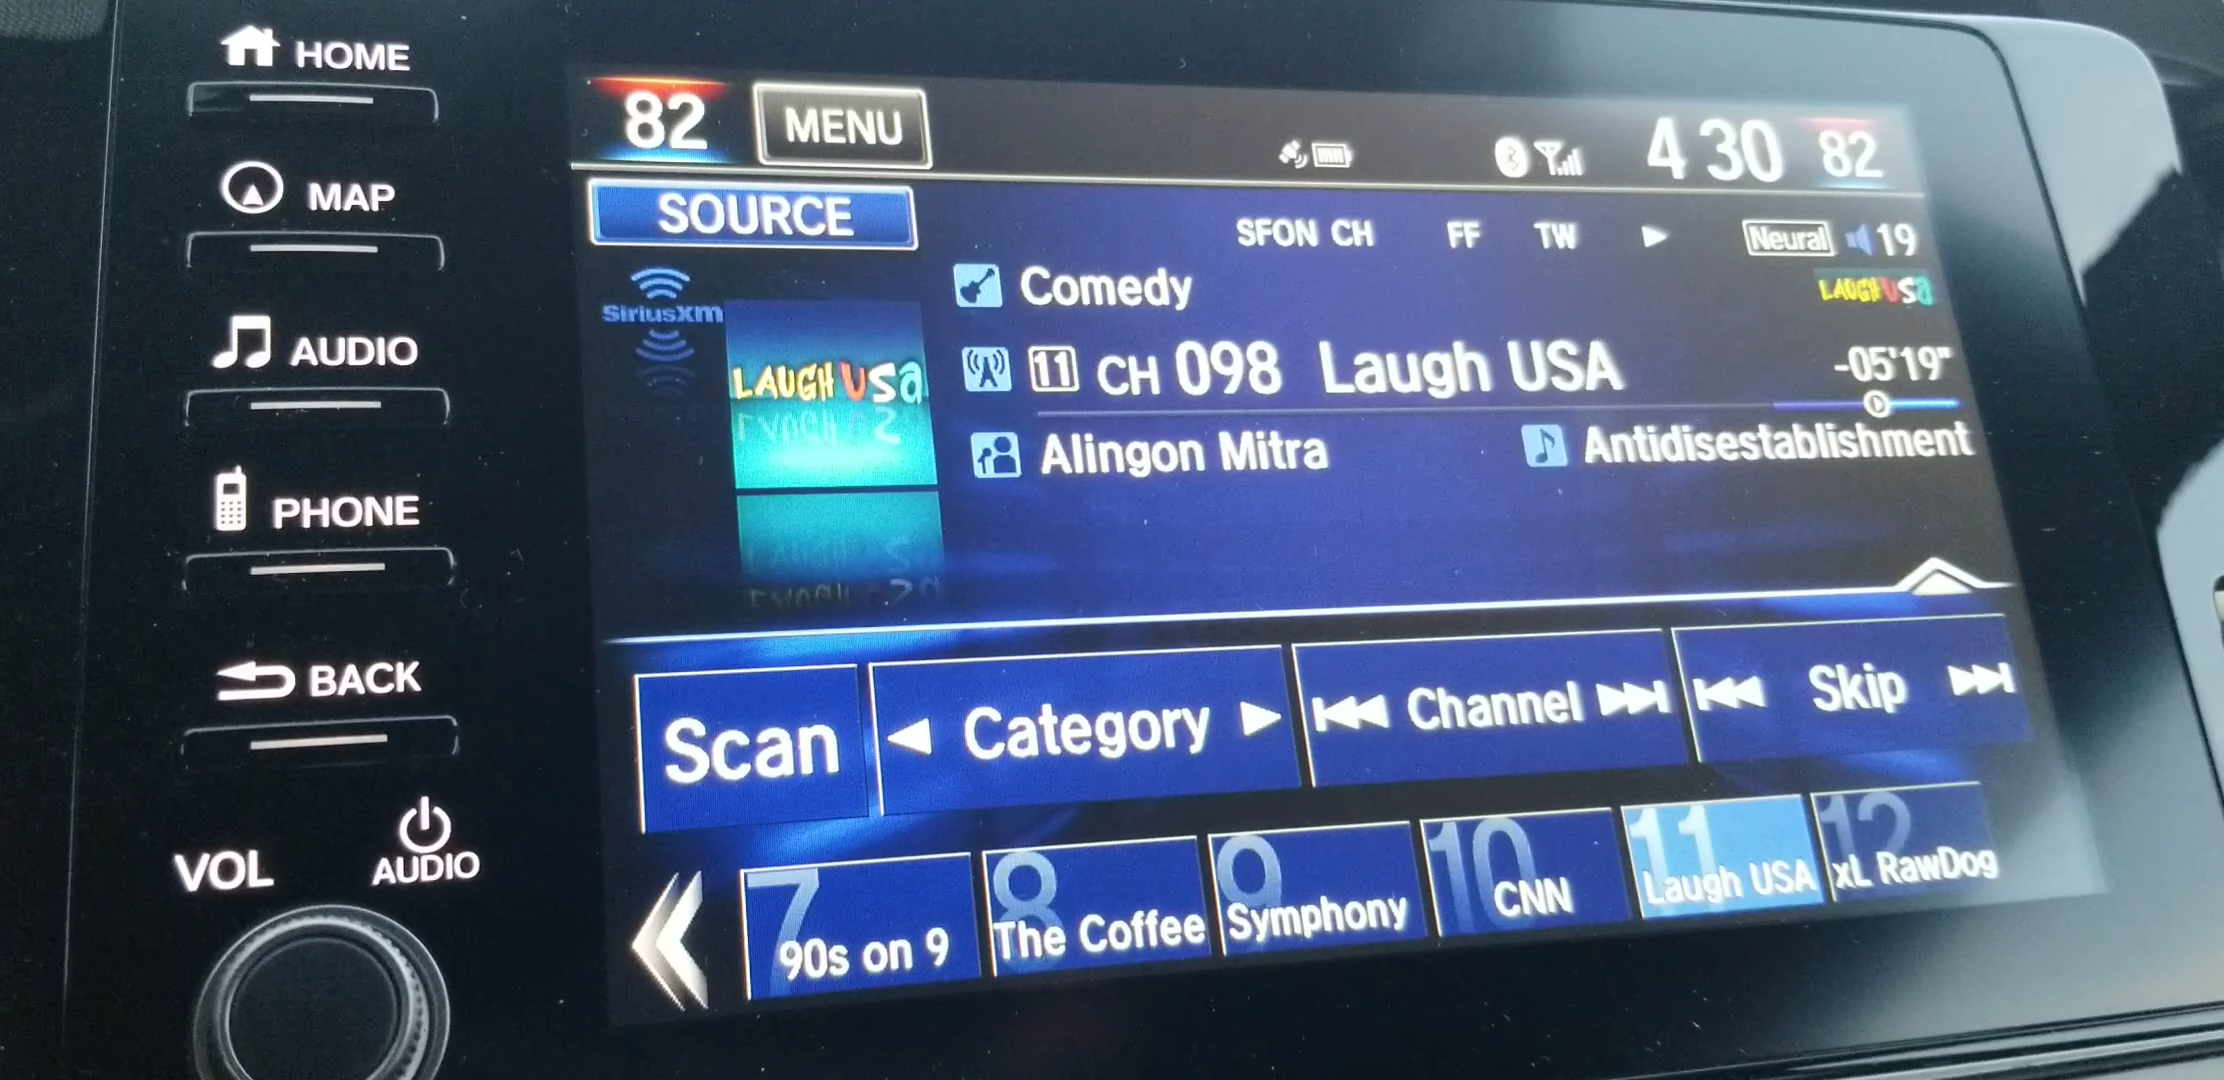 HOME
MAP
AUDIO
PHONE
BACK
VOL
AUDIO
82
MENU
4 30
82
SOURCE
SFON CH FF TW
Neural 19
SiriusXm
LAUGH USa
Comedy
LAUGH USa
11 CH 098 Laugh USA
-05'19"
Alingon Mitra
Antidisestablishment
Scan
Category
Channel
Skip
7 90s on 9
8 The Coffee
9 Symphony
10 CNN
11 Laugh USA
12 xL RawDog